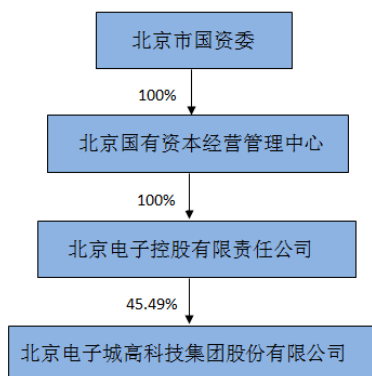 北京市国资委
100%
北京国有资本经营管理中心
100%
北京电子控股有限责任公司
45.49%
北京电子城高科技集团股份有限公司